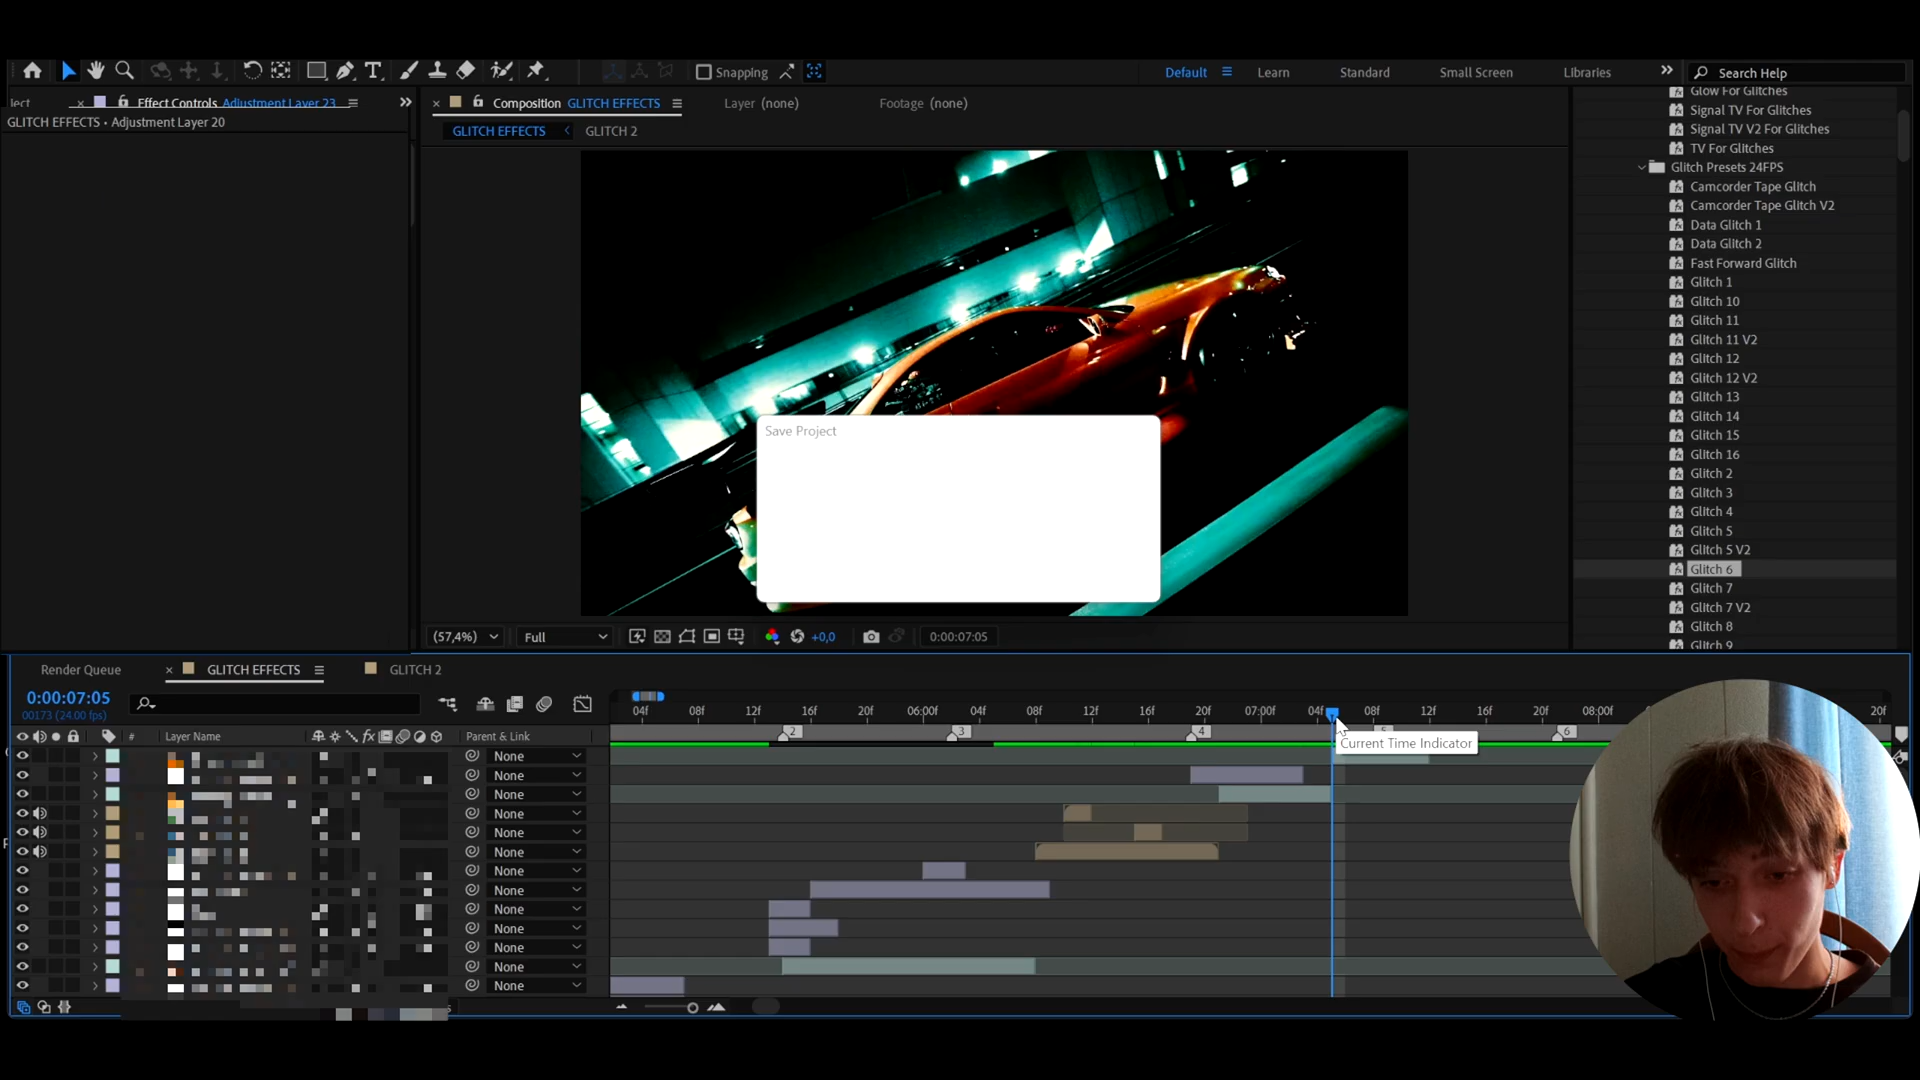 Snapping
Default
Learn
Standard
Small Screen
Libraries
Search Help
Effect Controls Adjustment Layer 23
Composition GLITCH EFFECTS
Layer (none)
Footage (none)
GLITCH EFFECTS • Adjustment Layer 20
GLITCH EFFECTS
GLITCH 2
Glow For Glitches
Signal TV For Glitches
Signal TV V2 For Glitches
TV For Glitches
Glitch Presets 24FPS
Camcorder Tape Glitch
Camcorder Tape Glitch V2
Data Glitch 1
Data Glitch 2
Fast Forward Glitch
Glitch 1
Glitch 10
Glitch 11
Glitch 11 V2
Glitch 12
Glitch 12 V2
Glitch 13
Glitch 14
Glitch 15
Glitch 16
Glitch 2
Glitch 3
Glitch 4
Glitch 5
Glitch 5 V2
Glitch 6
Glitch 7
Glitch 7 V2
Glitch 8
Glitch 9
Save Project
(57,4%)
Full
+0,0
0:00:07:05
Render Queue
GLITCH EFFECTS
GLITCH 2
0:00:07:05
00173 (24.00 fps)
04f 08f 12f 16f 20f 06:00f 04f 08f 12f 16f 20f 07:00f 04f 08f 12f 16f 20f 08:00f 20f
2 3 4 5 6
# Layer Name
Parent & Link
Current Time Indicator
None
None
None
None
None
None
None
None
None
None
None
None
None